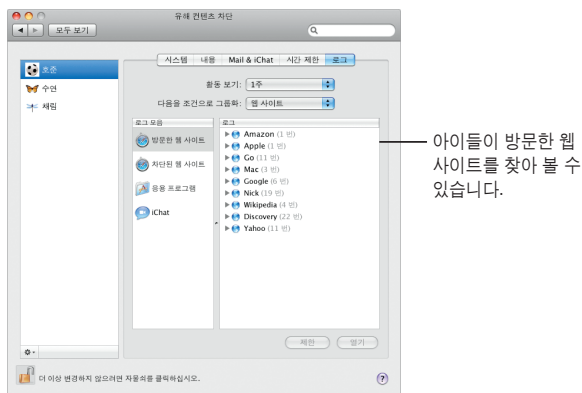 유해 컨텐츠 차단
모두 보기
시스템 내용 Mail & iChat 시간 제한 로그
호준
수연
채림
활동 보기: 1주
다음을 조건으로 그룹화: 웹 사이트
로그 모음
방문한 웹 사이트
차단된 웹 사이트
응용 프로그램
iChat
로그
Amazon (1 번)
Apple (1 번)
Go (11 번)
Mac (3 번)
Google (6 번)
Nick (19 번)
Wikipedia (4 번)
Discovery (22 번)
Yahoo (1 번)
제한 열기
더 이상 변경하지 않으려면 자물쇠를 클릭하십시오.
?
아이들이 방문한 웹
사이트를 찾아 볼 수
있습니다.